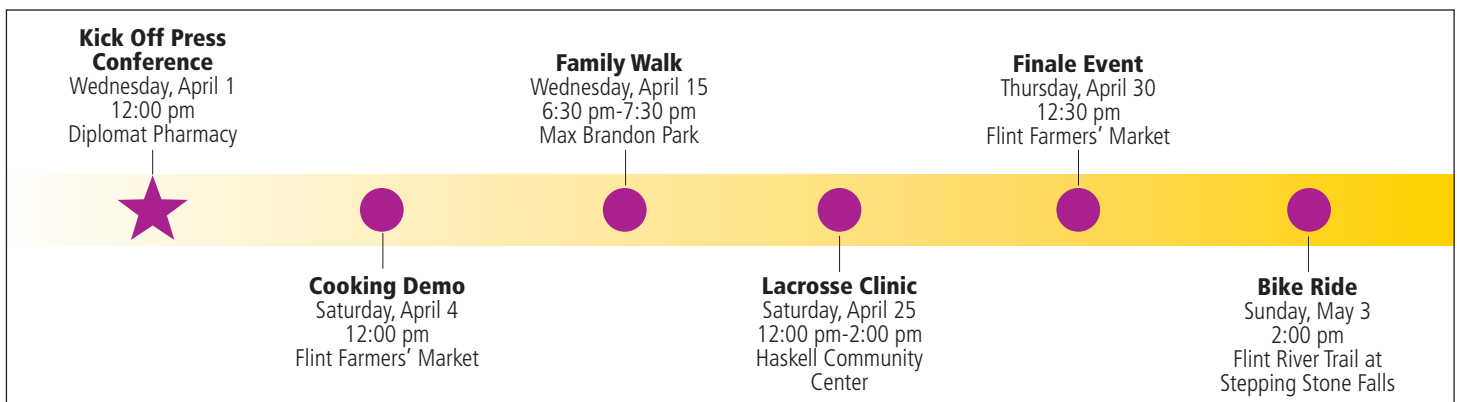 Kick Off Press
Conference
Wednesday, April 1
12:00 pm
Diplomat Pharmacy
Cooking Demo
Saturday, April 4
12:00 pm
Flint Farmers’ Market
Family Walk
Wednesday, April 15
6:30 pm-7:30 pm
Max Brandon Park
Lacrosse Clinic
Saturday, April 25
12:00 pm-2:00 pm
Haskell Community
Center
Finale Event
Thursday, April 30
12:30 pm
Flint Farmers’ Market
Bike Ride
Sunday, May 3
2:00 pm
Flint River Trail at
Stepping Stone Falls